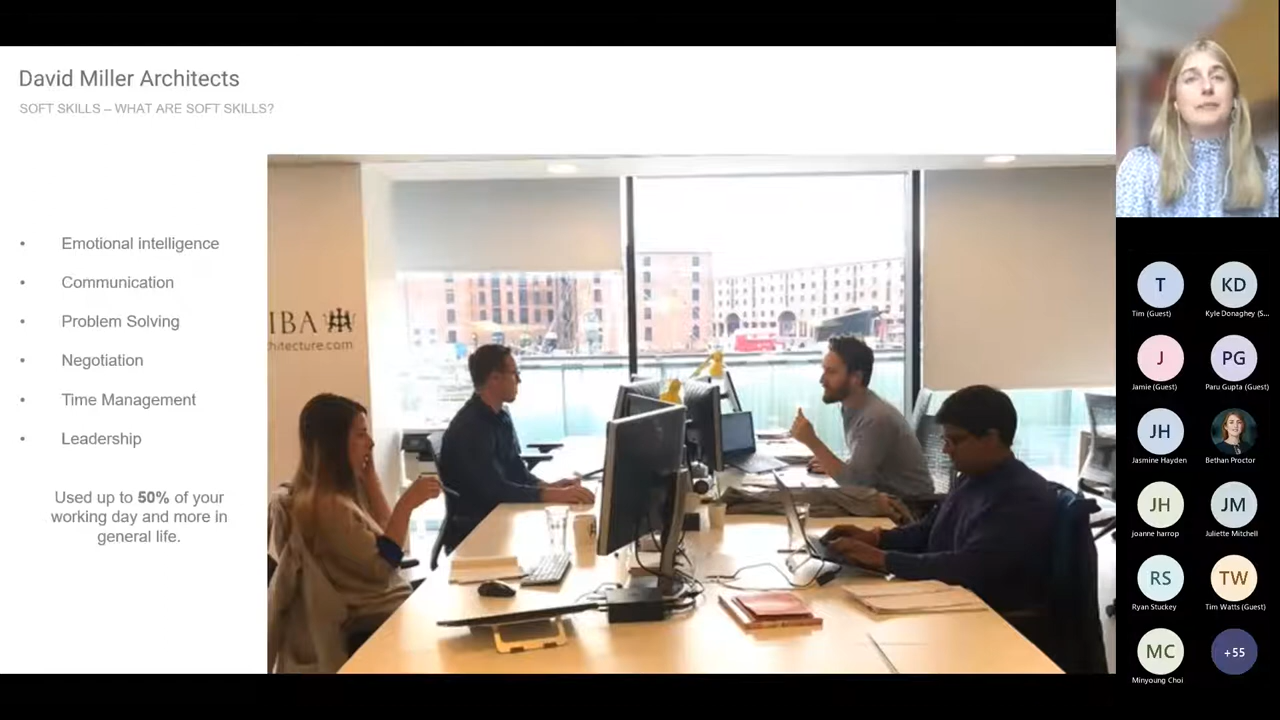 David Miller Architects
SOFT SKILLS – WHAT ARE SOFT SKILLS?
• Emotional intelligence
• Communication
• Problem Solving
• Negotiation
• Time Management
• Leadership
Used up to 50% of your
working day and more in
general life.
IBA
hitecture.com
T
Tim (Guest)
KD
Kyle Donaghey (S...
J
Jamie (Guest)
PG
Paru Gupta (Guest)
JH
Jasmine Hayden
Bethan Proctor
JH
joanne harrop
JM
Juliette Mitchell
RS
Ryan Stuckey
TW
Tim Watts (Guest)
MC
Minyoung Choi
+55